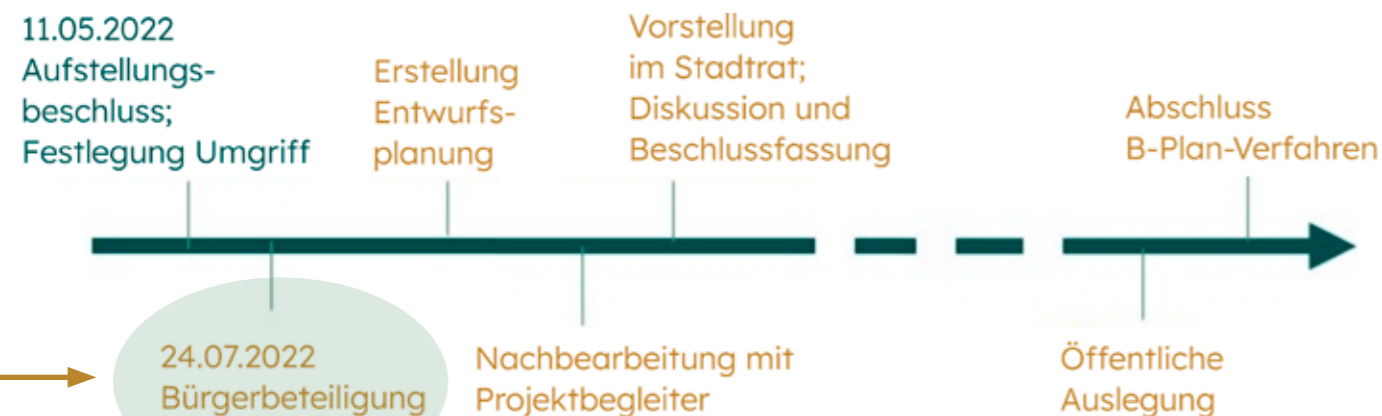 11.05.2022
Aufstellungs-
beschluss;
Festlegung Umgriff
Erstellung
Entwurfs-
planung
Vorstellung
im Stadtrat;
Diskussion und
Beschlussfassung
Abschluss
B-Plan-Verfahren
24.07.2022
Bürgerbeteiligung
Nachbearbeitung mit
Projektbegleiter
Öffentliche
Auslegung